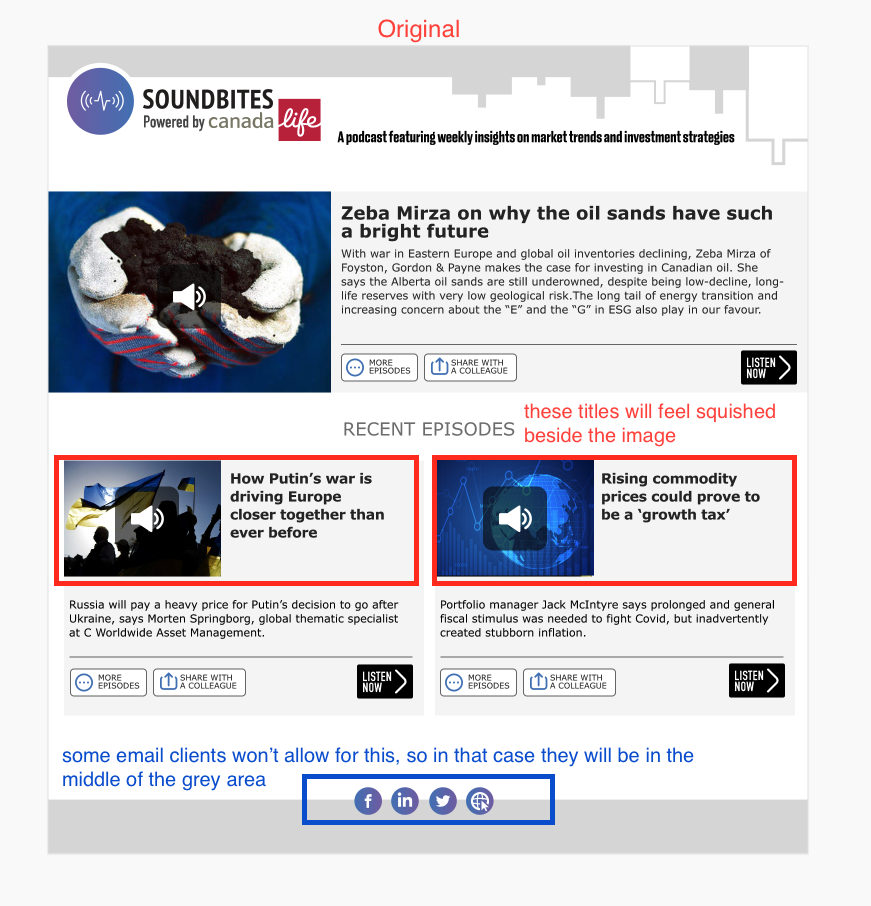 Original
SOUNDBITES
Powered by canada life
A podcast featuring weekly insights on market trends and investment strategies
Zeba Mirza on why the oil sands have such
a bright future
With war in Eastern Europe and global oil inventories declining, Zeba Mirza of
Foyston, Gordon & Payne makes the case for investing in Canadian oil. She
says the Alberta oil sands are still underowned, despite being low-decline, long-
life reserves with very low geological risk.The long tail of energy transition and
increasing concern about the “E” and the “G” in ESG also play in our favour.
MORE
EPISODES
SHARE WITH
A COLLEAGUE
LISTEN
NOW
RECENT EPISODES
these titles will feel squished
beside the image
How Putin’s war is
driving Europe
closer together than
ever before
Rising commodity
prices could prove to
be a ‘growth tax’
Russia will pay a heavy price for Putin’s decision to go after
Ukraine, says Morten Springborg, global thematic specialist
at C Worldwide Asset Management.
Portfolio manager Jack McIntyre says prolonged and general
fiscal stimulus was needed to fight Covid, but inadvertently
created stubborn inflation.
MORE
EPISODES
SHARE WITH
A COLLEAGUE
LISTEN
NOW
MORE
EPISODES
SHARE WITH
A COLLEAGUE
LISTEN
NOW
some email clients won’t allow for this, so in that case they will be in the
middle of the grey area
f
in